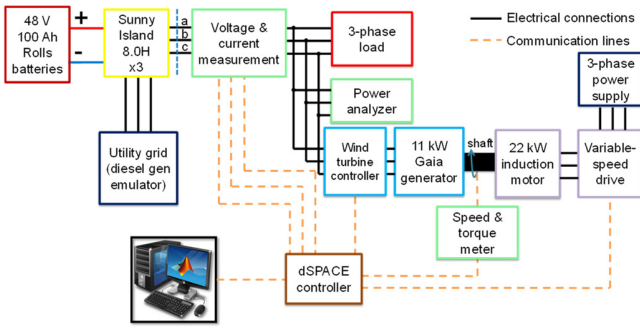 48 V
100 Ah
Rolls
batteries
+
-
Sunny
Island
8.0H
x3
a
b
c
Voltage &
current
measurement
3-phase
load
Electrical connections
Communication lines
Power
analyzer
3-phase
power
supply
Utility grid
(diesel gen
emulator)
Wind
turbine
controller
11 kW
Gaia
generator
shaft
22 kW
induction
motor
Variable-
speed
drive
Speed &
torque
meter
dSPACE
controller